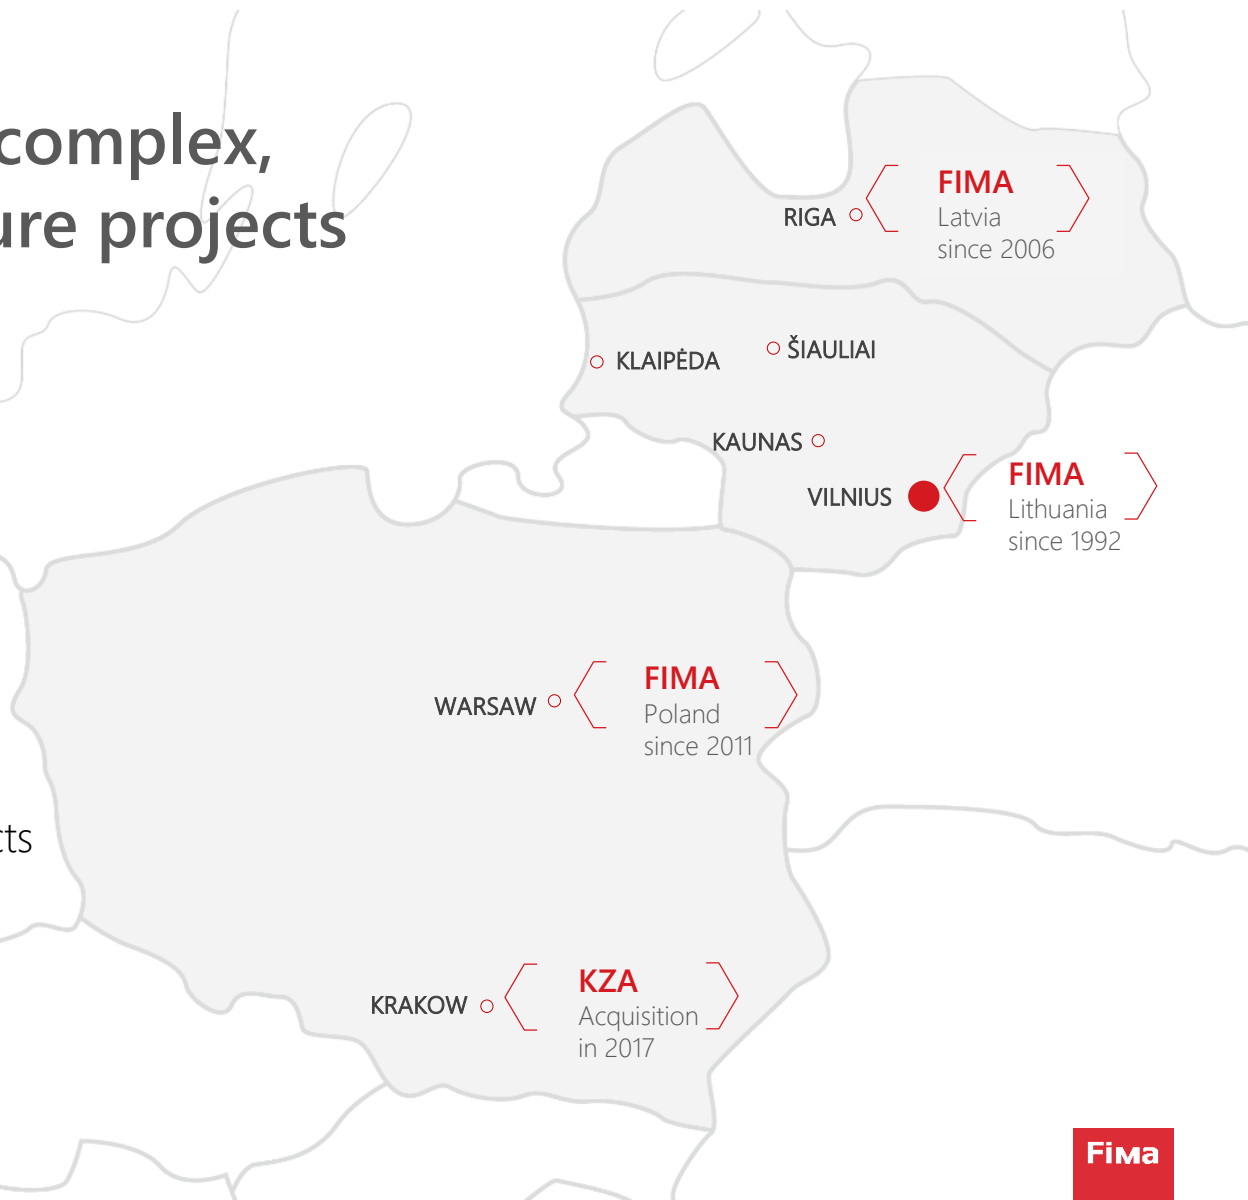 complex,
ure projects
FIMA
Latvia
since 2006
RIGA
KLAIPĖDA
ŠIAULIAI
KAUNAS
VILNIUS
FIMA
Lithuania
since 1992
WARSAW
FIMA
Poland
since 2011
cts
KRAKOW
KZA
Acquisition
in 2017
Fima